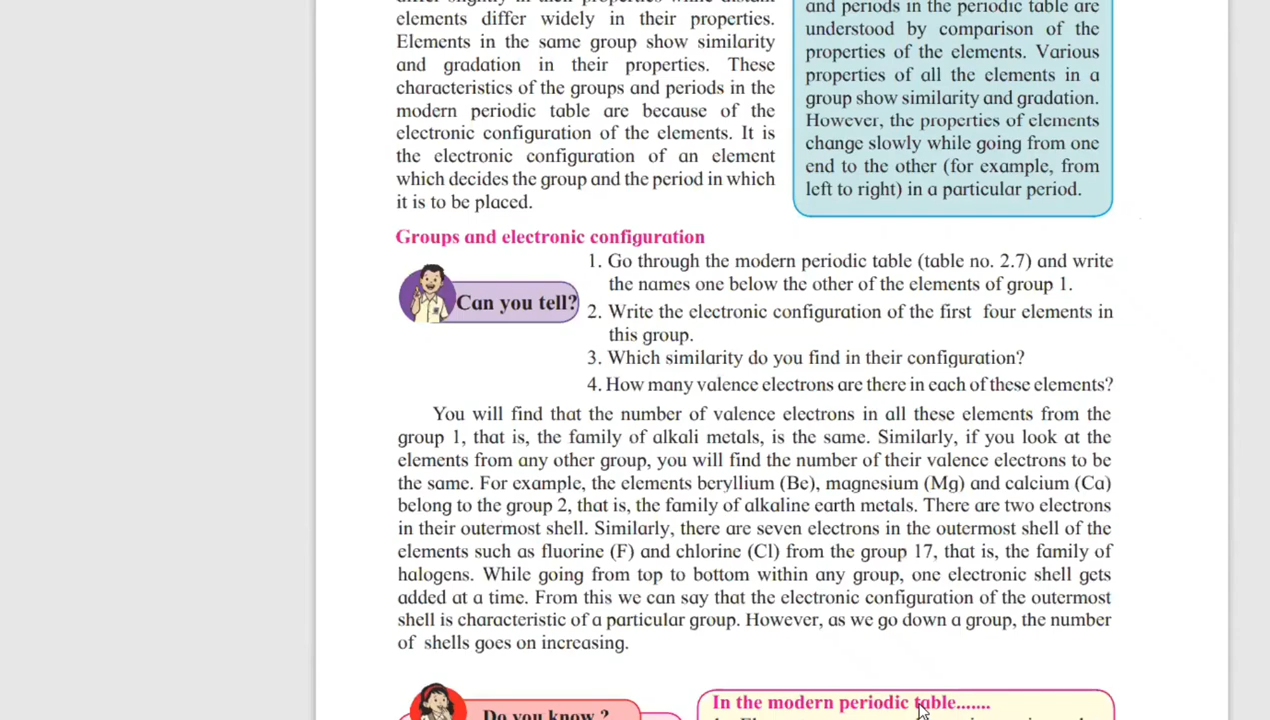 elements differ widely in their properties.
Elements in the same group show similarity
and gradation in their properties. These
characteristics of the groups and periods in the
modern periodic table are because of the
electronic configuration of the elements. It is
the electronic configuration of an element
which decides the group and the period in which
it is to be placed.
and periods in the periodic table are
understood by comparison of the
properties of the elements. Various
properties of all the elements in a
group show similarity and gradation.
However, the properties of elements
change slowly while going from one
end to the other (for example, from
left to right) in a particular period.
Groups and electronic configuration
Can you tell?
1. Go through the modern periodic table (table no. 2.7) and write
the names one below the other of the elements of group 1.
2. Write the electronic configuration of the first four elements in
this group.
3. Which similarity do you find in their configuration?
4. How many valence electrons are there in each of these elements?
You will find that the number of valence electrons in all these elements from the
group 1, that is, the family of alkali metals, is the same. Similarly, if you look at the
elements from any other group, you will find the number of their valence electrons to be
the same. For example, the elements beryllium (Be), magnesium (Mg) and calcium (Ca)
belong to the group 2, that is, the family of alkaline earth metals. There are two electrons
in their outermost shell. Similarly, there are seven electrons in the outermost shell of the
elements such as fluorine (F) and chlorine (Cl) from the group 17, that is, the family of
halogens. While going from top to bottom within any group, one electronic shell gets
added at a time. From this we can say that the electronic configuration of the outermost
shell is characteristic of a particular group. However, as we go down a group, the number
of shells goes on increasing.
Do you know ?
In the modern periodic table.......